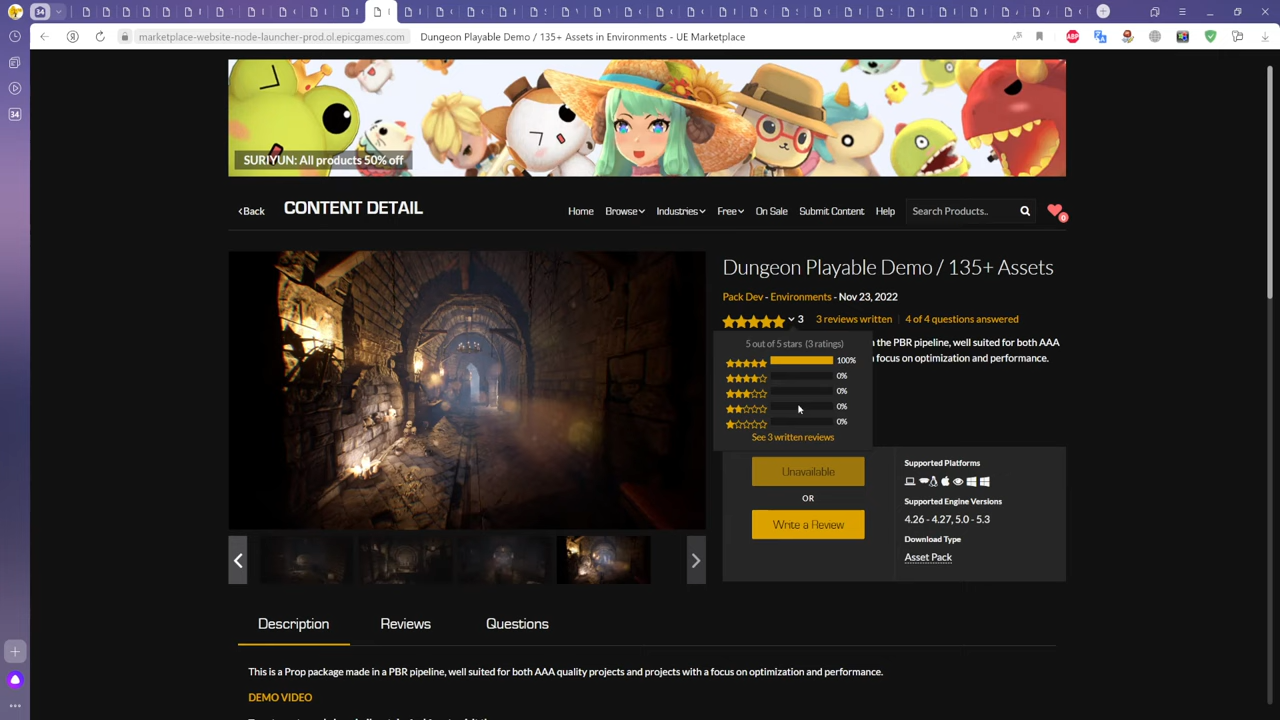 34
marketplace-website-node-launcher-prod.ol.epicgames.com
Dungeon Playable Demo / 135+ Assets in Environments - UE Marketplace
ABP
34
SURIYUN: All products 50% off
Back
CONTENT DETAIL
Home
Browse
Industries
Free
On Sale
Submit Content
Help
Search Products..
0
Dungeon Playable Demo / 135+ Assets
Pack Dev - Environments - Nov 23, 2022
3
3 reviews written
4 of 4 questions answered
5 out of 5 stars (3 ratings)
n the PBR pipeline, well suited for both AAA
focus on optimization and performance.
100%
0%
0%
0%
0%
See 3 written reviews
Unavailable
OR
Write a Review
Supported Platforms
Supported Engine Versions
4.26 - 4.27, 5.0 - 5.3
Download Type
Asset Pack
Description
Reviews
Questions
This is a Prop package made in a PBR pipeline, well suited for both AAA quality projects and projects with a focus on optimization and performance.
DEMO VIDEO